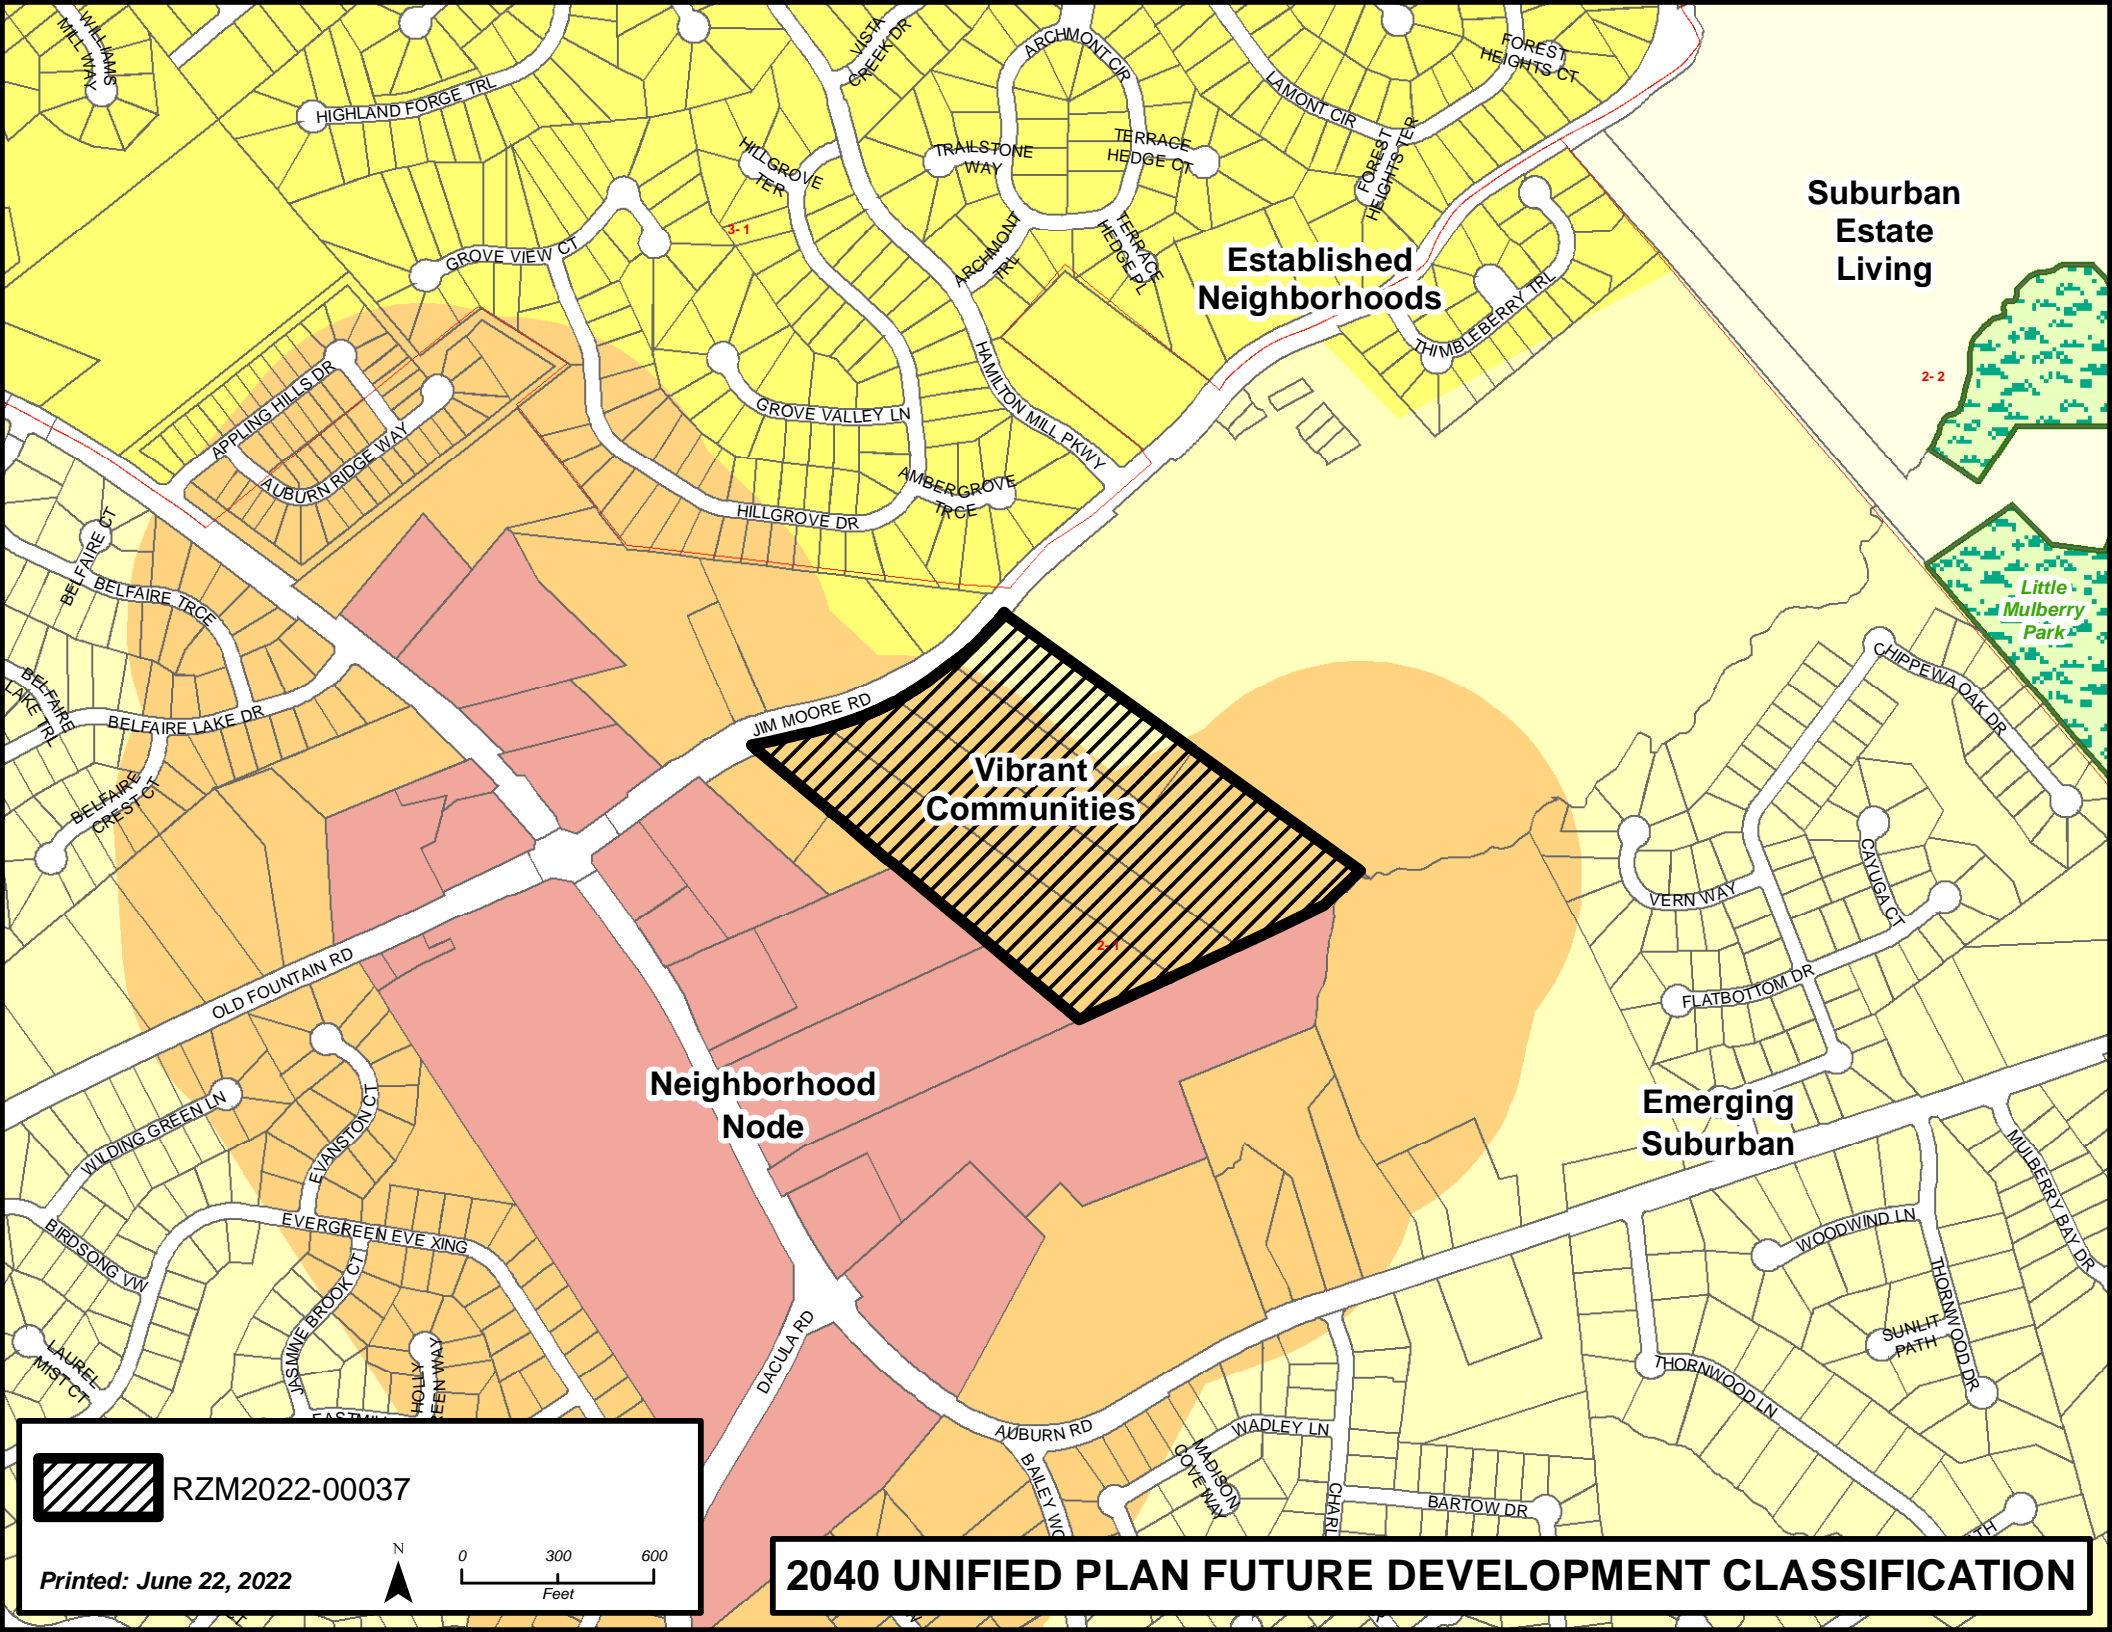 WILLIAMS
MILL WAY
HIGHLAND FORGE TRL
VISTA
CREEK DR
ARCHMONT CIR
LAMONT CIR
FOREST
HEIGHTS CT
FOREST
HEIGHTS TER
TRAILSTONE
WAY
TERRACE
HEDGE CT
HILLGROVE
TER
3- 1
GROVE VIEW CT
ARCHMONT
TRL
TERRACE
HEDGE PL
Established
Neighborhoods
Suburban
Estate
Living
THIMBLEBERRY TRL
2- 2
HAMILTON MILL PKWY
APPLING HILLS DR
AUBURN RIDGE WAY
GROVE VALLEY LN
AMBERGROVE
TRCE
HILLGROVE DR
BELFAIRE CT
BELFAIRE TRCE
BELFAIRE
LAKE TRL
BELFAIRE LAKE DR
BELFAIRE
CREST CT
JIM MOORE RD
Little
Mulberry
Park
CHIPPEWA OAK DR
Vibrant
Communities
CAYUGA CT
VERN WAY
2- 1
FLATBOTTOM DR
OLD FOUNTAIN RD
Neighborhood
Node
Emerging
Suburban
WILDING GREEN LN
EVANSTON CT
EVERGREEN EVE XING
BIRDSONG VW
JASMINE BROOK CT
LAUREL
MIST CT
HOLLY
DACULA RD
AUBURN RD
MULBERRY BAY DR
WOODWIND LN
THORNWOOD DR
SUNLIT
PATH
THORNWOOD LN
WADLEY LN
MADISON
COVE WAY
BAILEY
BARTOW DR
RZM2022-00037
Printed: June 22, 2022
N
0 300 600
Feet
2040 UNIFIED PLAN FUTURE DEVELOPMENT CLASSIFICATION